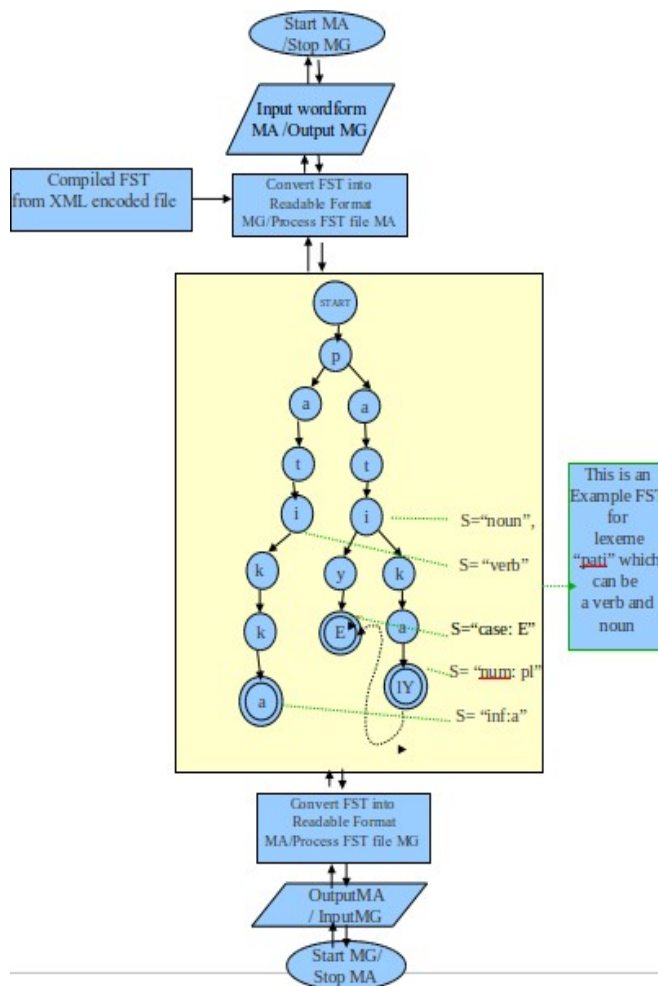 Start MA
/Stop MG
Input wordform
MA /Output MG
Compiled FST
from XML encoded file
Convert FST into
Readable Format
MG/Process FST file MA
START
p
a
a
t
t
i
i
S=“noun”,
S= “verb”
k
y
k
k
E
a
S=“case: E”
S= “num: pl”
a
lY
S= “inf:a”
This is an
Example FST
for
lexeme
“pati” which
can be
a verb and
noun
Convert FST into
Readable Format
MA/Process FST file MG
OutputMA
/ InputMG
Start MG/
Stop MA